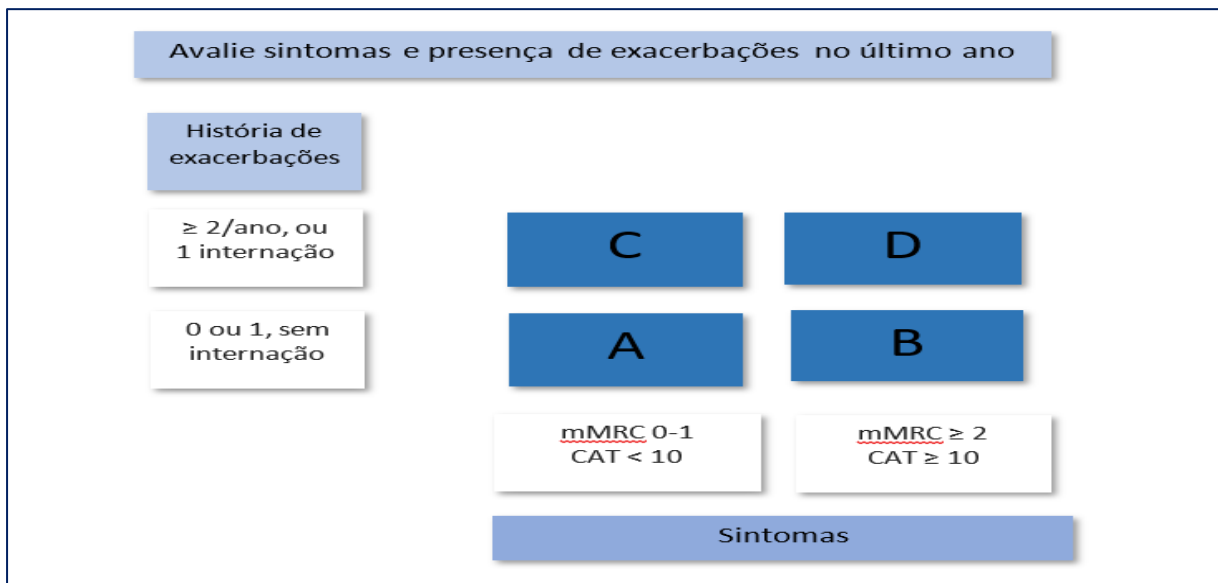 Avalie sintomas e presença de exacerbações no último ano
História de
exacerbações
≥ 2/ano, ou
1 internação
C
D
0 ou 1, sem
internação
A
B
mMRC 0-1
CAT < 10
mMRC ≥ 2
CAT ≥ 10
Sintomas